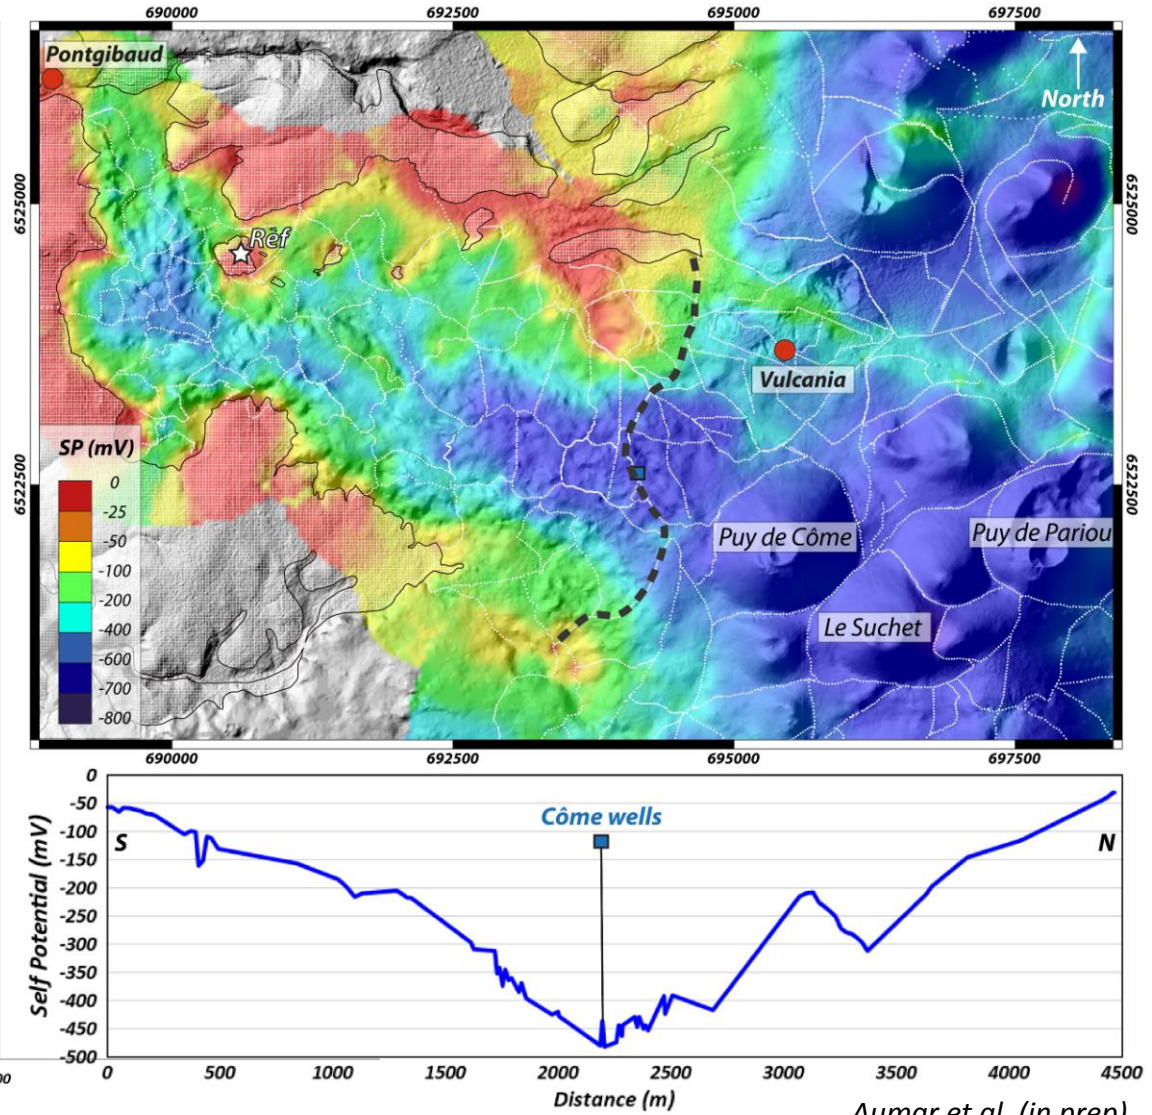 690000 692500 695000 697500
Pontgibaud
North
6525000
6525000
Ref
Vulcania
SP (mV)
0
-25
-50
-100
-200
-400
-600
-700
-800
6522500
6522500
Puy de Côme
Puy de Pariou
Le Suchet
690000 692500 695000 697500
0
-50
-100
-150
-200
-250
-300
-350
-400
-450
-500
Self Potential (mV)
Côme wells
S
N
0 500 1000 1500 2000 2500 3000 3500 4000 4500
Distance (m)
00
Aumar et al. (in prep)